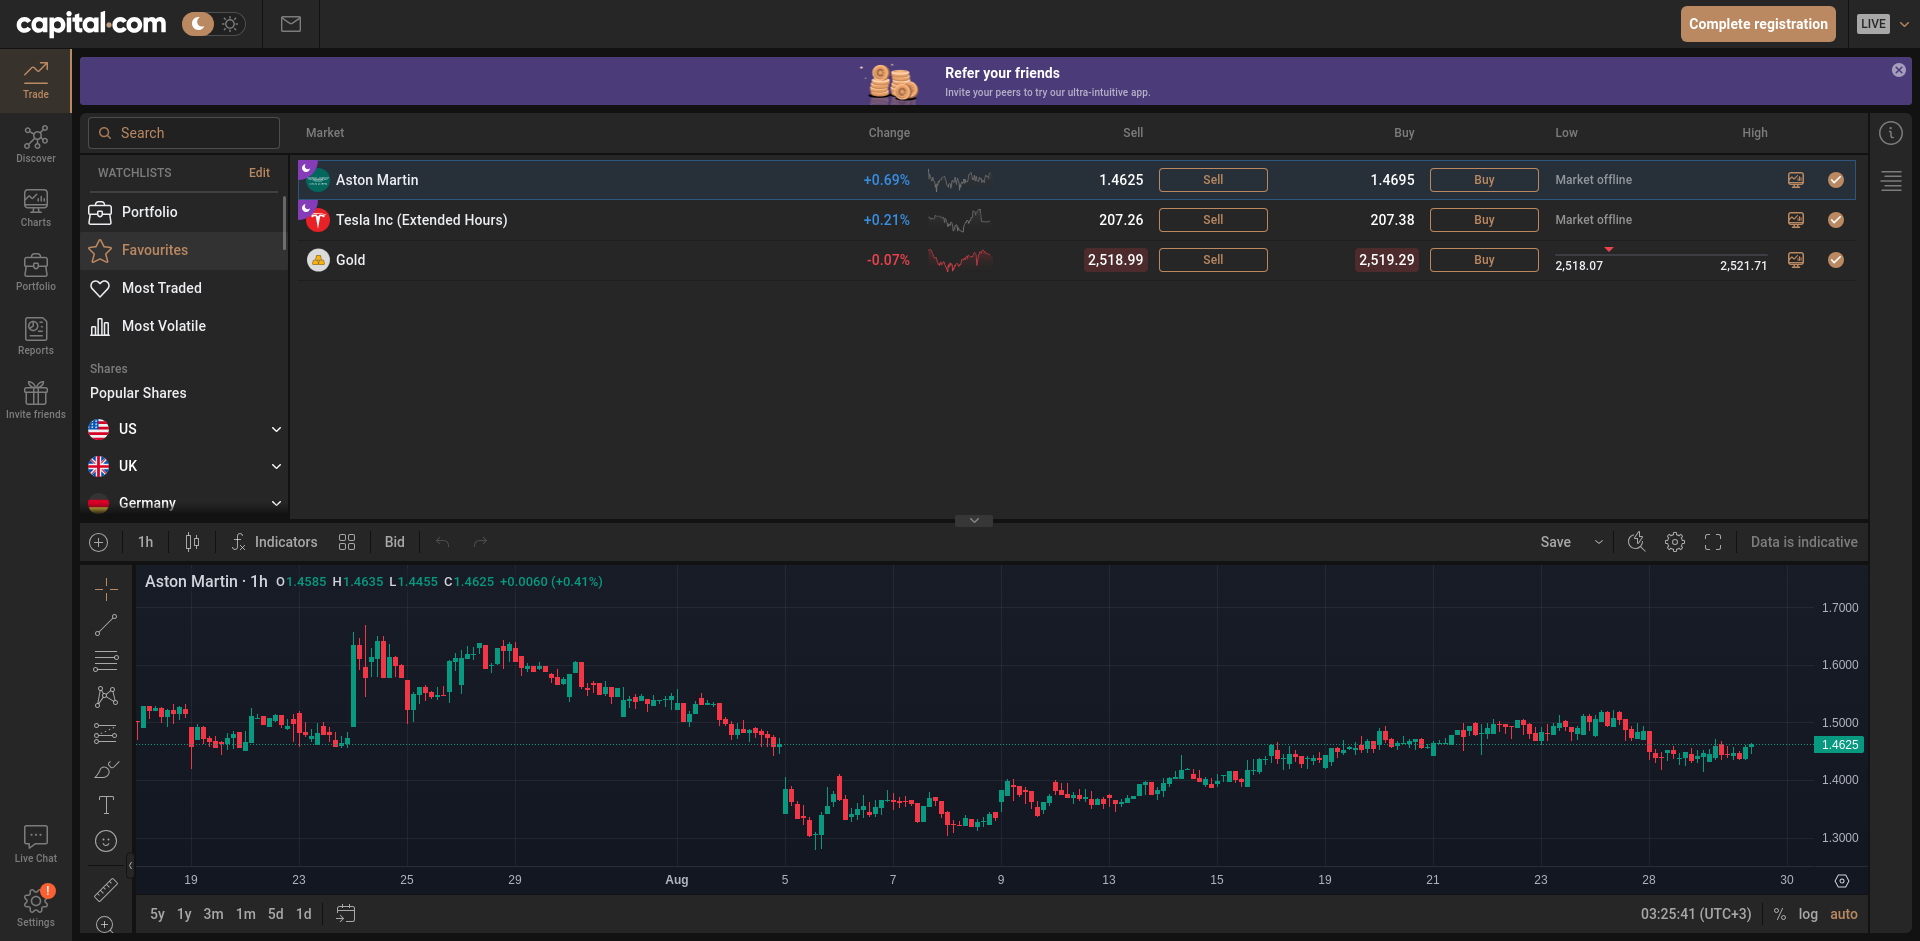 capital.com
Complete registration
LIVE
Refer your friends
Invite your peers to try our ultra-intuitive app.
Trade
Discover
Charts
Portfolio
Reports
Invite friends
Live Chat
!
Settings
Search
Market Change Sell Buy Low High
WATCHLISTS Edit
Portfolio
Favourites
Most Traded
Most Volatile
Shares
Popular Shares
US
UK
Germany
Aston Martin +0.69% 1.4625 Sell 1.4695 Buy Market offline
Tesla Inc (Extended Hours) +0.21% 207.26 Sell 207.38 Buy Market offline
Gold -0.07% 2,518.99 Sell 2,519.29 Buy 2,518.07 2,521.71
1h Indicators Bid Save Data is indicative
Aston Martin · 1h O1.4585 H1.4635 L1.4455 C1.4625 +0.0060 (+0.41%)
1.7000
1.6000
1.5000
1.4625
1.4000
1.3000
19 23 25 29 Aug 5 7 9 13 15 19 21 23 28 30
5y 1y 3m 1m 5d 1d 03:25:41 (UTC+3) % log auto